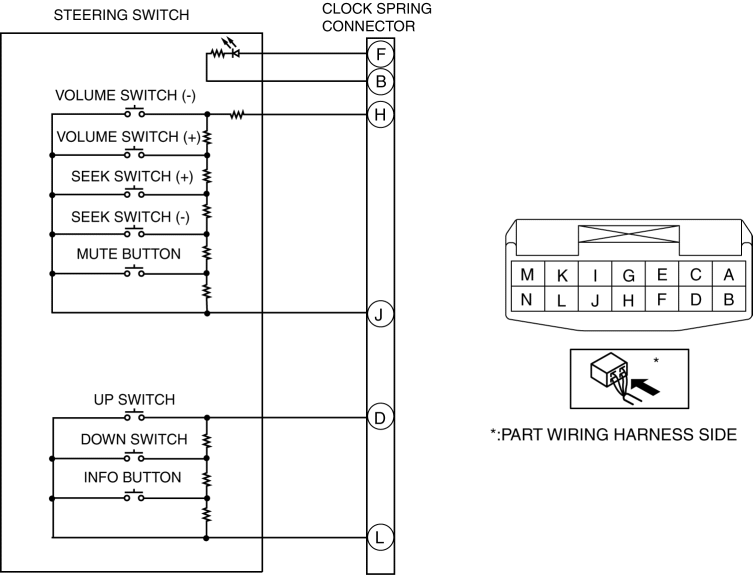 STEERING SWITCH
CLOCK SPRING
CONNECTOR
F
B
VOLUME SWITCH (-)
H
VOLUME SWITCH (+)
SEEK SWITCH (+)
SEEK SWITCH (-)
MUTE BUTTON
J
UP SWITCH
D
DOWN SWITCH
INFO BUTTON
L
M K I G E C A
N L J H F D B
*
*:PART WIRING HARNESS SIDE